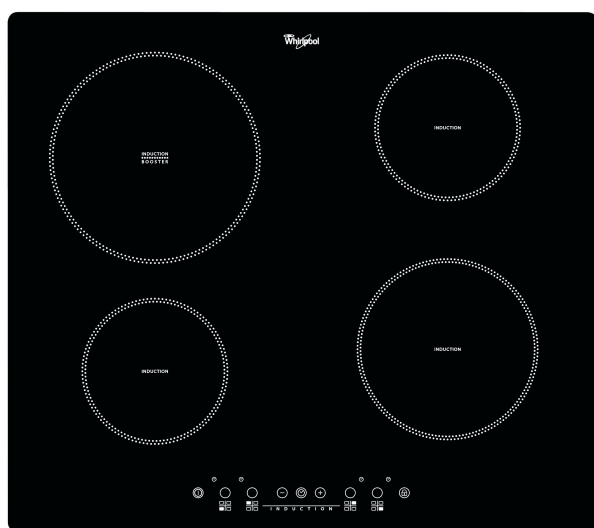 Whirlpool
INDUCTION
INDUCTION
BOOSTER
INDUCTION
INDUCTION
− +
INDUCTION